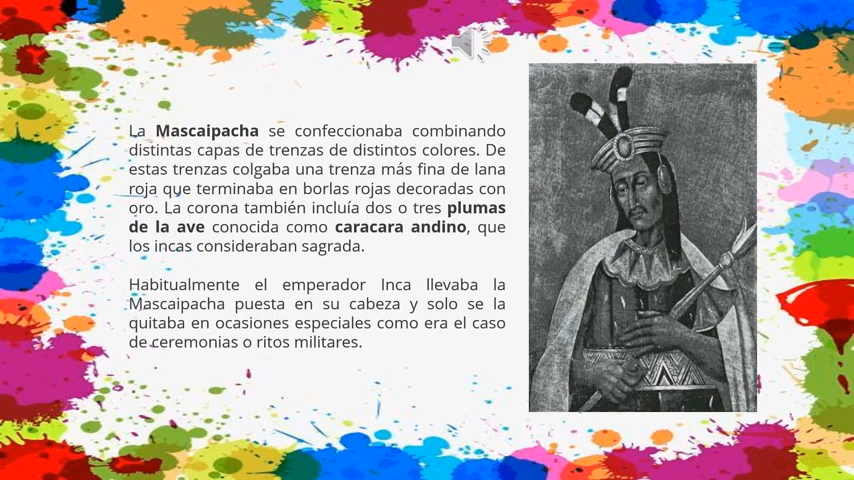 La Mascaipacha se confeccionaba combinando
distintas capas de trenzas de distintos colores. De
estas trenzas colgaba una trenza más fina de lana
roja que terminaba en borlas rojas decoradas con
oro. La corona también incluía dos o tres plumas
de la ave conocida como caracara andino, que
los incas consideraban sagrada.
Habitualmente el emperador Inca llevaba la
Mascaipacha puesta en su cabeza y solo se la
quitaba en ocasiones especiales como era el caso
de ceremonias o ritos militares.